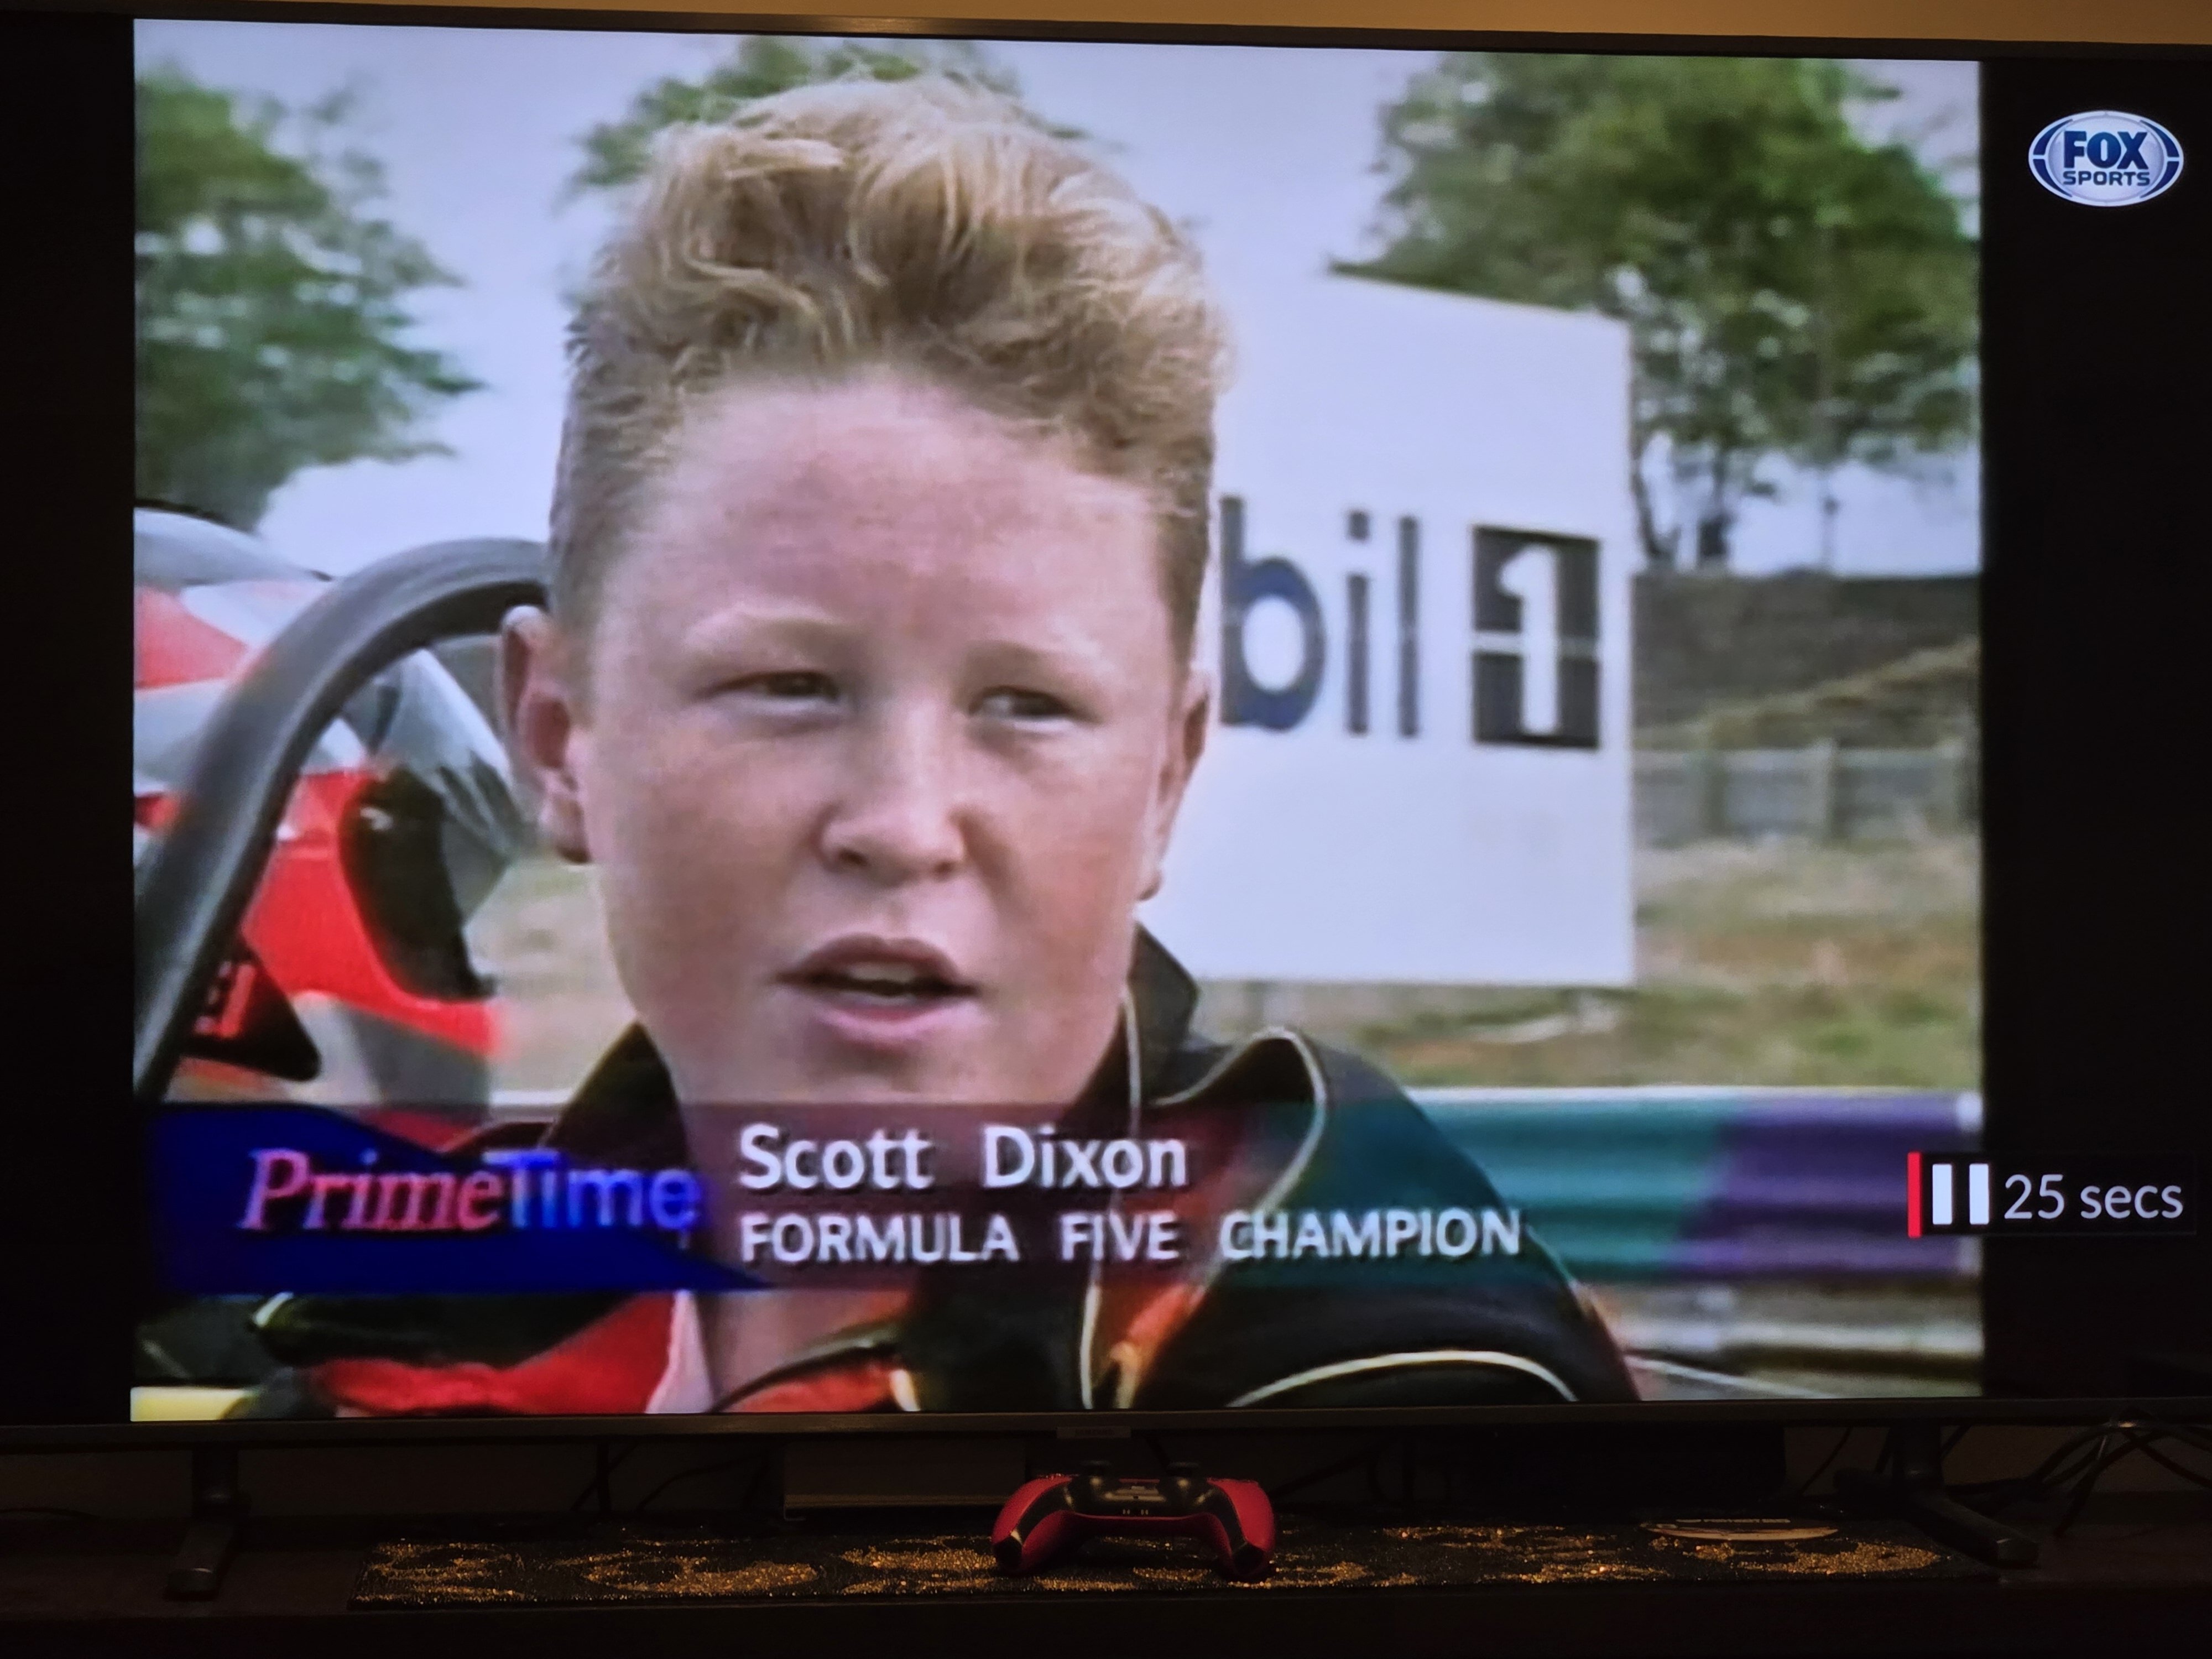 FOX
SPORTS
bil 1
PrimeTime
Scott Dixon
FORMULA FIVE CHAMPION
25 secs